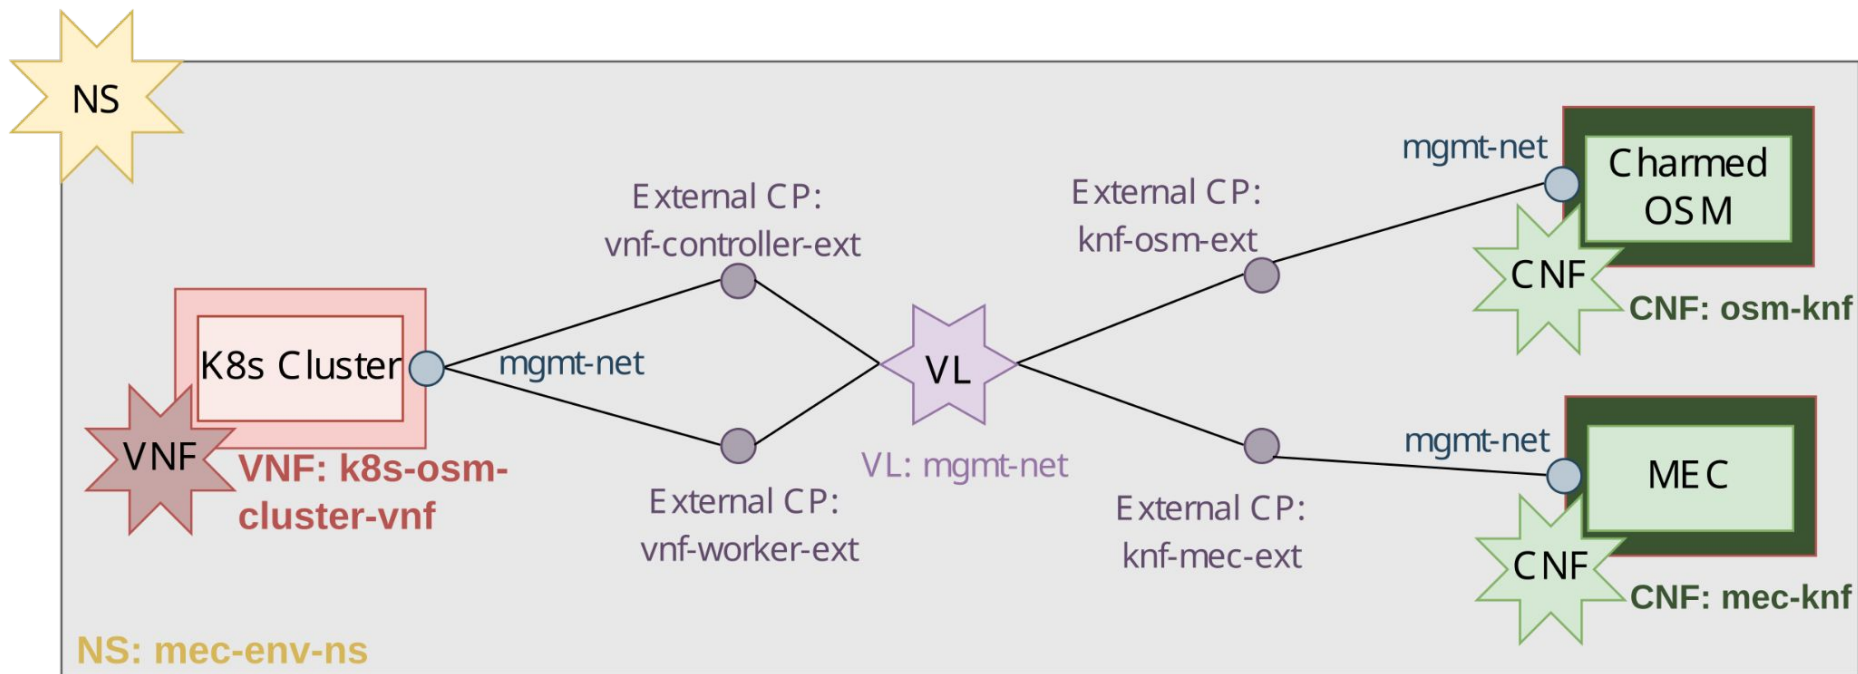 NS
mgmt-net
Charmed
OSM
External CP:
vnf-controller-ext
External CP:
knf-osm-ext
CNF
CNF: osm-knf
K8s Cluster
mgmt-net
VL
VNF
VNF: k8s-osm-
cluster-vnf
VL: mgmt-net
mgmt-net
MEC
External CP:
vnf-worker-ext
External CP:
knf-mec-ext
CNF
CNF: mec-knf
NS: mec-env-ns